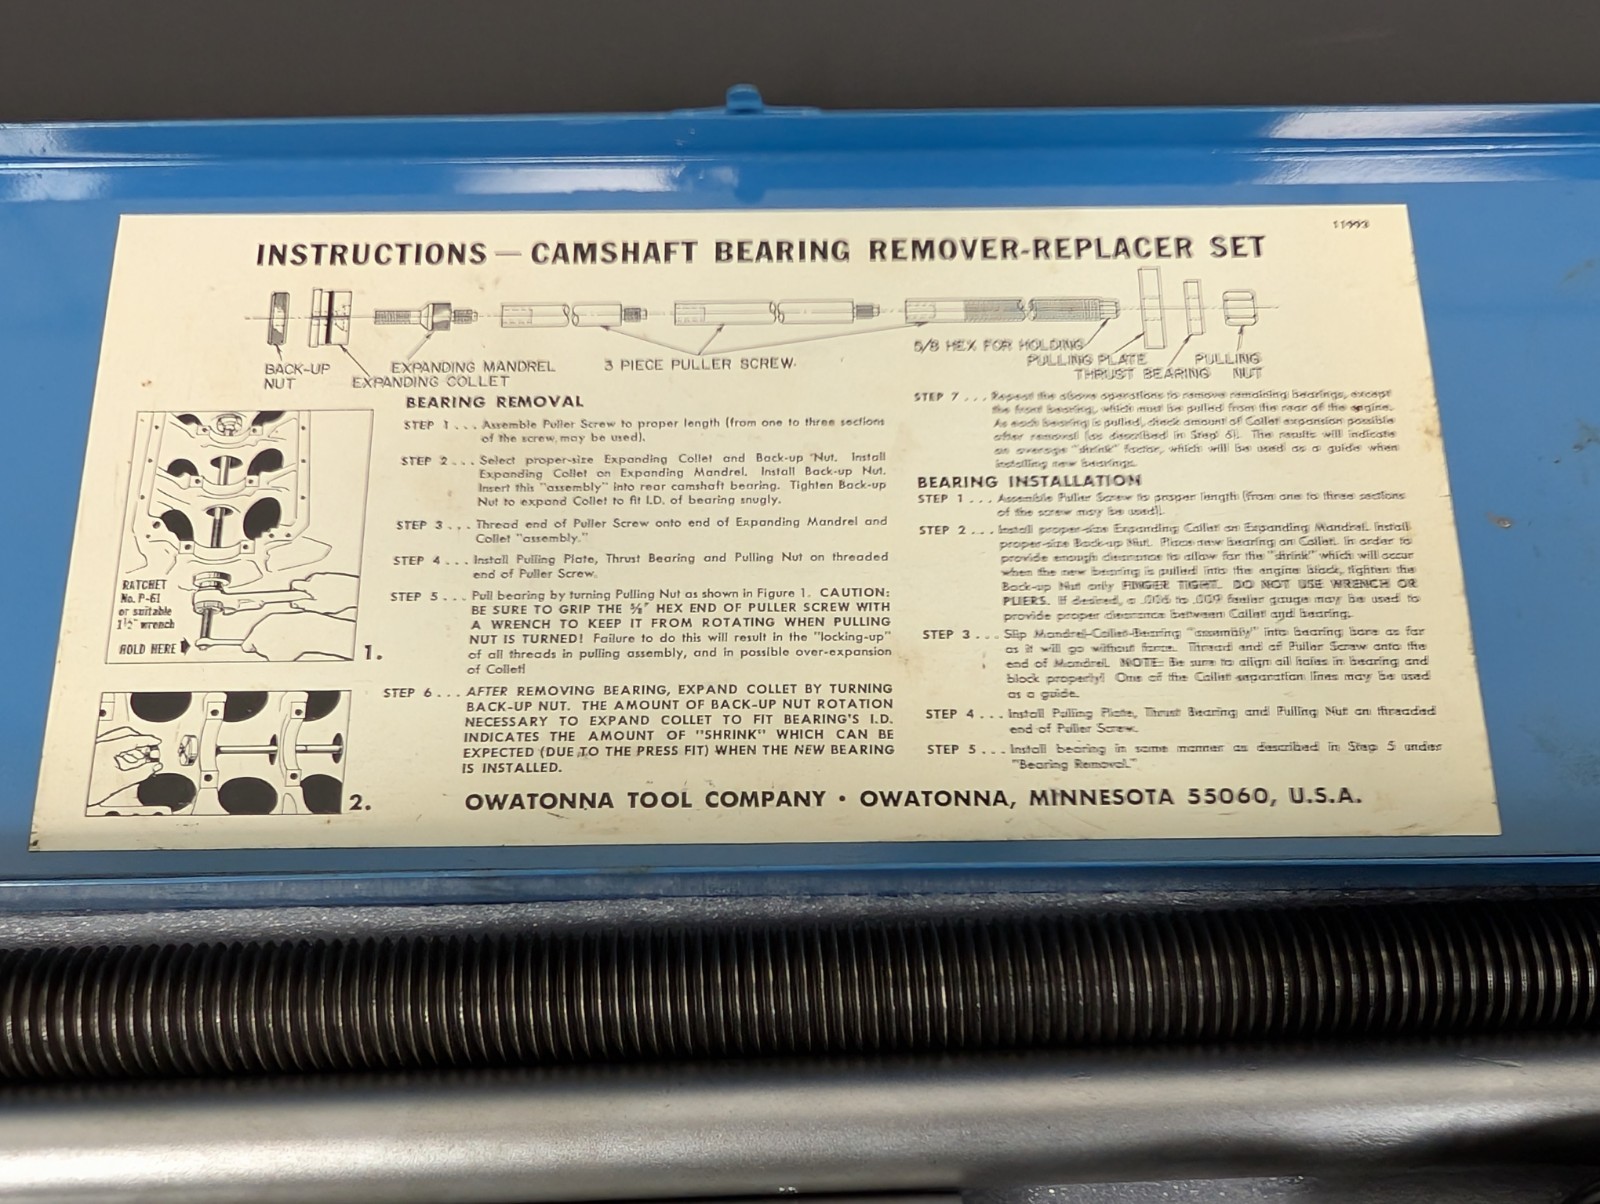 INSTRUCTIONS — CAMSHAFT BEARING REMOVER-REPLACER SET
BACK-UP
NUT
EXPANDING MANDREL
EXPANDING COLLET
3 PIECE PULLER SCREW.
5/8 HEX FOR HOLDING
PULLING PLATE
THRUST BEARING
PULLING
NUT
RATCHET
No. P-61
or suitable
1½" wrench
HOLD HERE
1.
2.
BEARING REMOVAL
STEP 1 . . . Assemble Puller Screw to proper length (from one to three sections
of the screw may be used).
STEP 2 . . . Select proper-size Expanding Collet and Back-up Nut. Install
Expanding Collet on Expanding Mandrel. Install Back-up Nut.
Insert this "assembly" into rear camshaft bearing. Tighten Back-up
Nut to expand Collet to fit I.D. of bearing snugly.
STEP 3 . . . Thread end of Puller Screw onto end of Expanding Mandrel and
Collet "assembly."
STEP 4 . . . Install Pulling Plate, Thrust Bearing and Pulling Nut on threaded
end of Puller Screw.
STEP 5 . . . Pull bearing by turning Pulling Nut as shown in Figure 1. CAUTION:
BE SURE TO GRIP THE ⅝" HEX END OF PULLER SCREW WITH
A WRENCH TO KEEP IT FROM ROTATING WHEN PULLING
NUT IS TURNED! Failure to do this will result in the "locking-up"
of all threads in pulling assembly, and in possible over-expansion
of Collet!
STEP 6 . . . AFTER REMOVING BEARING, EXPAND COLLET BY TURNING
BACK-UP NUT. THE AMOUNT OF BACK-UP NUT ROTATION
NECESSARY TO EXPAND COLLET TO FIT BEARING'S I.D.
INDICATES THE AMOUNT OF "SHRINK" WHICH CAN BE
EXPECTED (DUE TO THE PRESS FIT) WHEN THE NEW BEARING
IS INSTALLED.
STEP 7 . . . Repeat the above operations to remove remaining bearings, except
the front bearing, which must be pulled from the rear of the engine.
As each bearing is pulled, check amount of Collet expansion possible
after removal (as described in Step 6). The results will indicate
an average "shrink" factor, which will be used as a guide when
installing new bearings.
BEARING INSTALLATION
STEP 1 . . . Assemble Puller Screw to proper length (from one to three sections
of the screw may be used).
STEP 2 . . . Install proper-size Expanding Collet on Expanding Mandrel. Install
proper-size Back-up Nut. Place new bearing on Collet. In order to
provide enough clearance to allow for the "shrink" which will occur
when the new bearing is pulled into the engine block, tighten the
Back-up Nut only FINGER TIGHT. DO NOT USE WRENCH OR
PLIERS. If desired, a .006 to .009 feeler gauge may be used to
provide proper clearance between Collet and bearing.
STEP 3 . . . Slip Mandrel-Collet-Bearing "assembly" into bearing bore as far
as it will go without force. Thread end of Puller Screw onto the
end of Mandrel. NOTE: Be sure to align oil holes in bearing and
block properly! One of the Collet separation lines may be used
as a guide.
STEP 4 . . . Install Pulling Plate, Thrust Bearing and Pulling Nut on threaded
end of Puller Screw.
STEP 5 . . . Install bearing in same manner as described in Step 5 under
"Bearing Removal."
OWATONNA TOOL COMPANY • OWATONNA, MINNESOTA 55060, U.S.A.